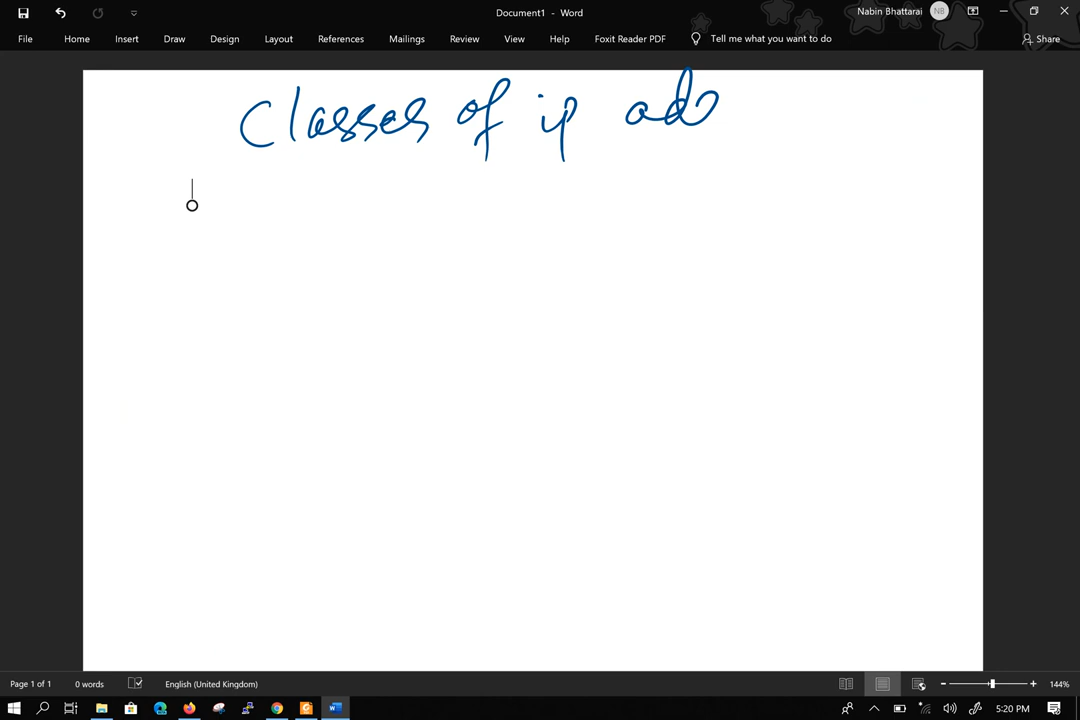 Document1 - Word
Nabin Bhattarai NB
File Home Insert Draw Design Layout References Mailings Review View Help Foxit Reader PDF Tell me what you want to do Share
Classes of ip ad
Page 1 of 1 0 words English (United Kingdom) 144%
5:20 PM